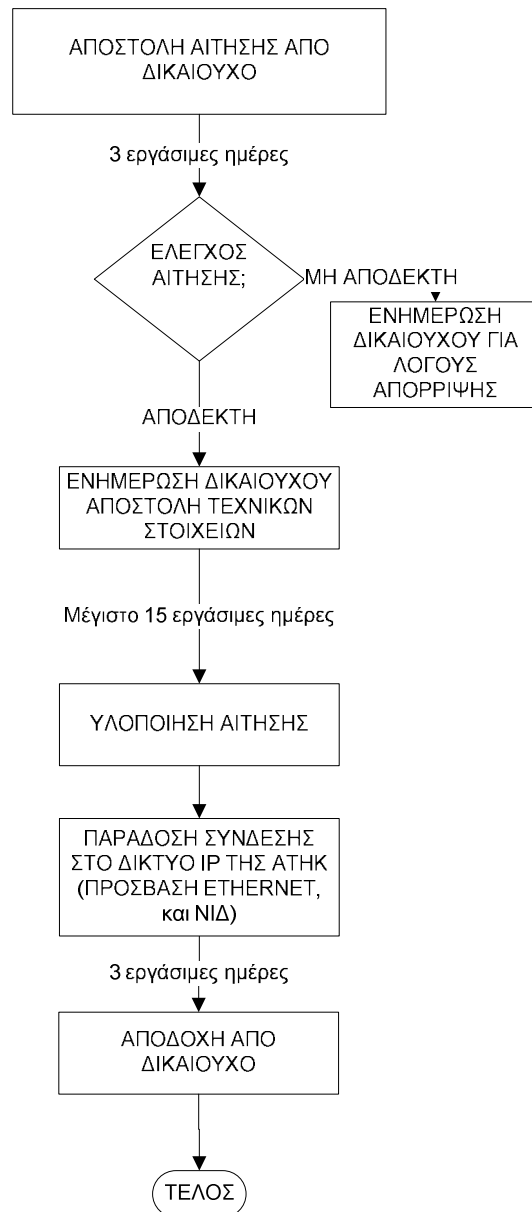 ΑΠΟΣΤΟΛΗ ΑΙΤΗΣΗΣ ΑΠΟ
ΔΙΚΑΙΟΥΧΟ
3 εργάσιμες ημέρες
ΕΛΕΓΧΟΣ
ΑΙΤΗΣΗΣ;
ΜΗ ΑΠΟΔΕΚΤΗ
ΕΝΗΜΕΡΩΣΗ
ΔΙΚΑΙΟΥΧΟΥ ΓΙΑ
ΛΟΓΟΥΣ
ΑΠΟΡΡΙΨΗΣ
ΑΠΟΔΕΚΤΗ
ΕΝΗΜΕΡΩΣΗ ΔΙΚΑΙΟΥΧΟΥ
ΑΠΟΣΤΟΛΗ ΤΕΧΝΙΚΩΝ
ΣΤΟΙΧΕΙΩΝ
Μέγιστο 15 εργάσιμες ημέρες
ΥΛΟΠΟΙΗΣΗ ΑΙΤΗΣΗΣ
ΠΑΡΑΔΟΣΗ ΣΥΝΔΕΣΗΣ
ΣΤΟ ΔΙΚΤΥΟ IP ΤΗΣ ΑΤΗΚ
(ΠΡΟΣΒΑΣΗ ETHERNET,
και ΝΙΔ)
3 εργάσιμες ημέρες
ΑΠΟΔΟΧΗ ΑΠΟ
ΔΙΚΑΙΟΥΧΟ
ΤΕΛΟΣ